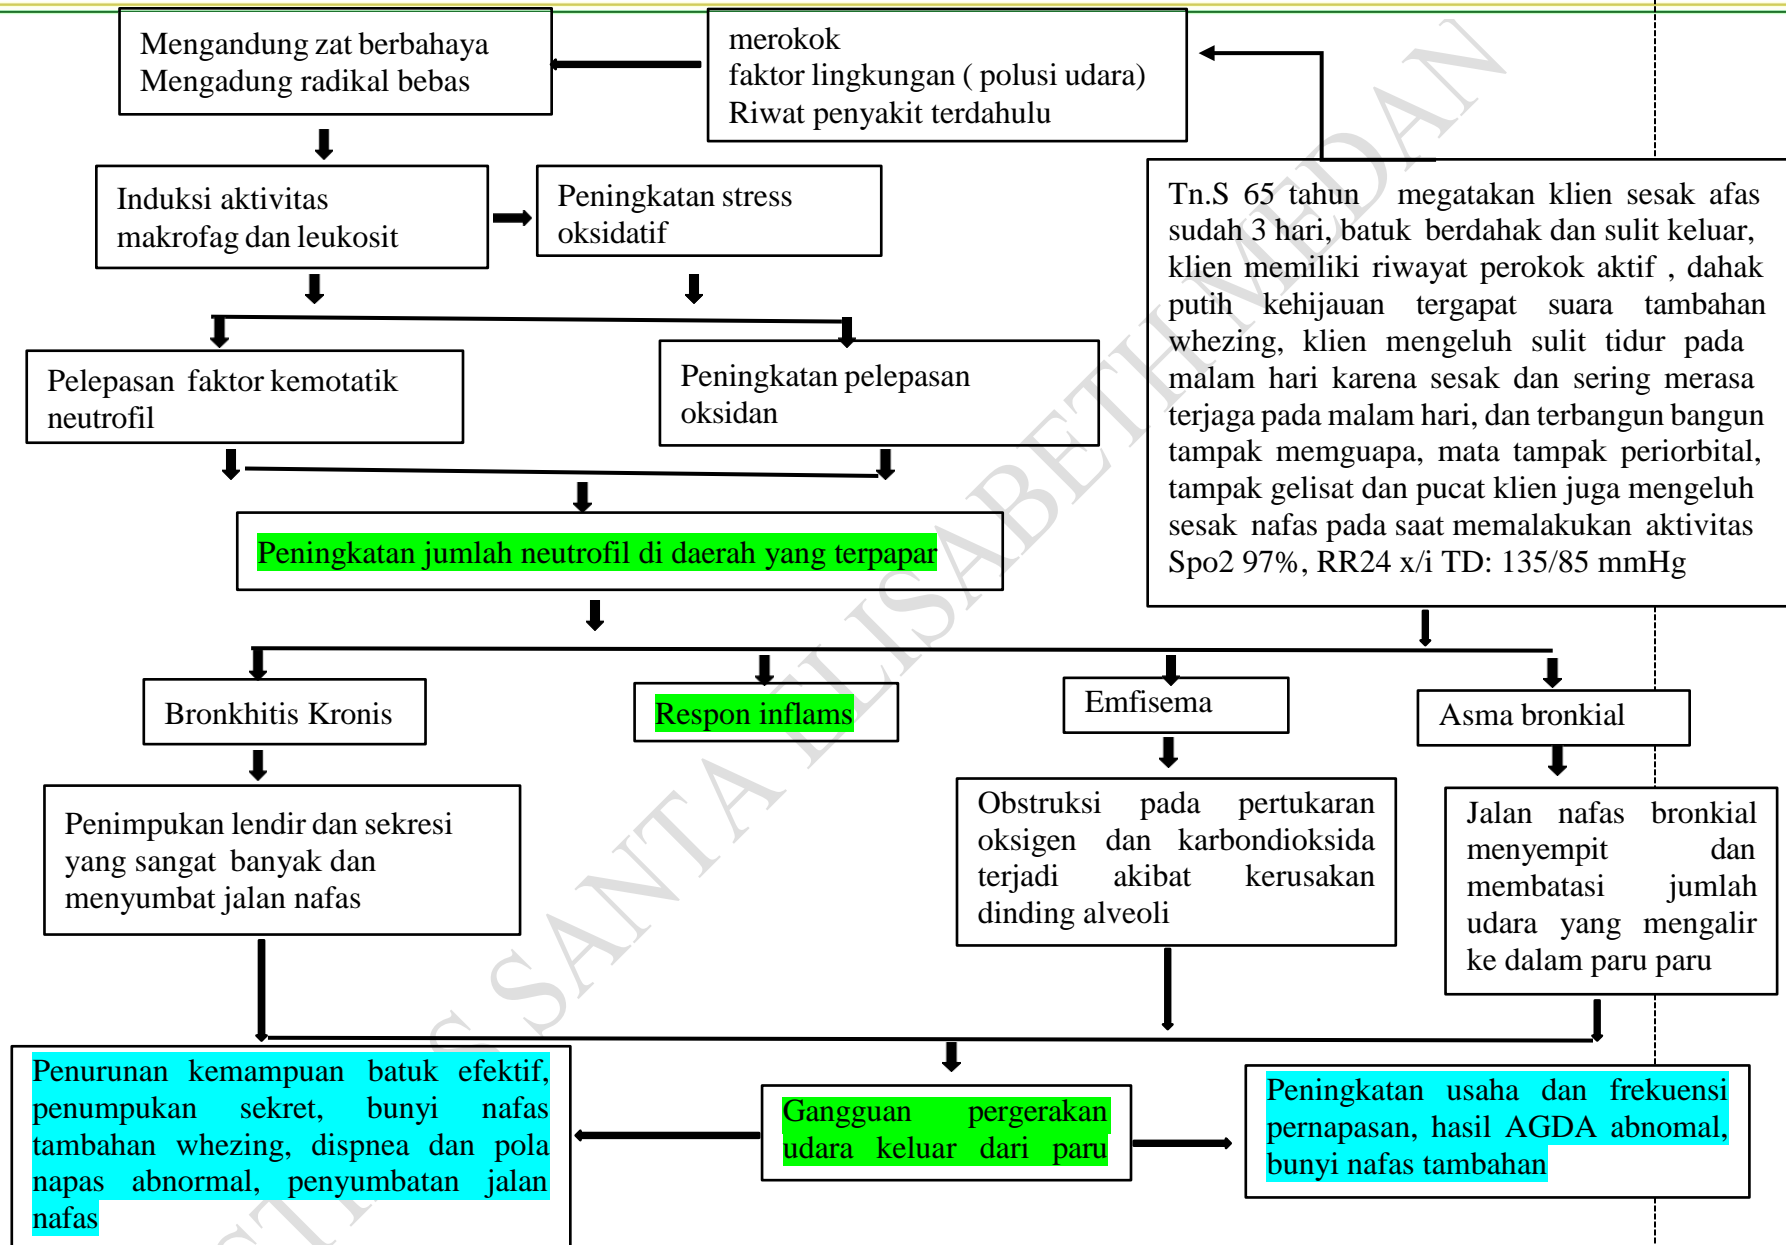 Mengandung zat berbahaya
Mengadung radikal bebas
merokok
faktor lingkungan ( polusi udara)
Riwat penyakit terdahulu
Induksi aktivitas
makrofag dan leukosit
Peningkatan stress
oksidatif
Tn.S 65 tahun megatakan klien sesak afas
sudah 3 hari, batuk berdahak dan sulit keluar,
klien memiliki riwayat perokok aktif , dahak
putih kehijauan tergapat suara tambahan
whezing, klien mengeluh sulit tidur pada
malam hari karena sesak dan sering merasa
terjaga pada malam hari, dan terbangun bangun
tampak memguapa, mata tampak periorbital,
tampak gelisat dan pucat klien juga mengeluh
sesak nafas pada saat memalakukan aktivitas
Spo2 97%, RR24 x/i TD: 135/85 mmHg
Pelepasan faktor kemotatik
neutrofil
Peningkatan pelepasan
oksidan
Peningkatan jumlah neutrofil di daerah yang terpapar
Bronkhitis Kronis
Respon inflams
Emfisema
Asma bronkial
Penimpukan lendir dan sekresi
yang sangat banyak dan
menyumbat jalan nafas
Obstruksi pada pertukaran
oksigen dan karbondioksida
terjadi akibat kerusakan
dinding alveoli
Jalan nafas bronkial
menyempit dan
membatasi jumlah
udara yang mengalir
ke dalam paru paru
Penurunan kemampuan batuk efektif,
penumpukan sekret, bunyi nafas
tambahan whezing, dispnea dan pola
napas abnormal, penyumbatan jalan
nafas
Gangguan pergerakan
udara keluar dari paru
Peningkatan usaha dan frekuensi
pernapasan, hasil AGDA abnomal,
bunyi nafas tambahan
SANTA ELISABETH MEDAN